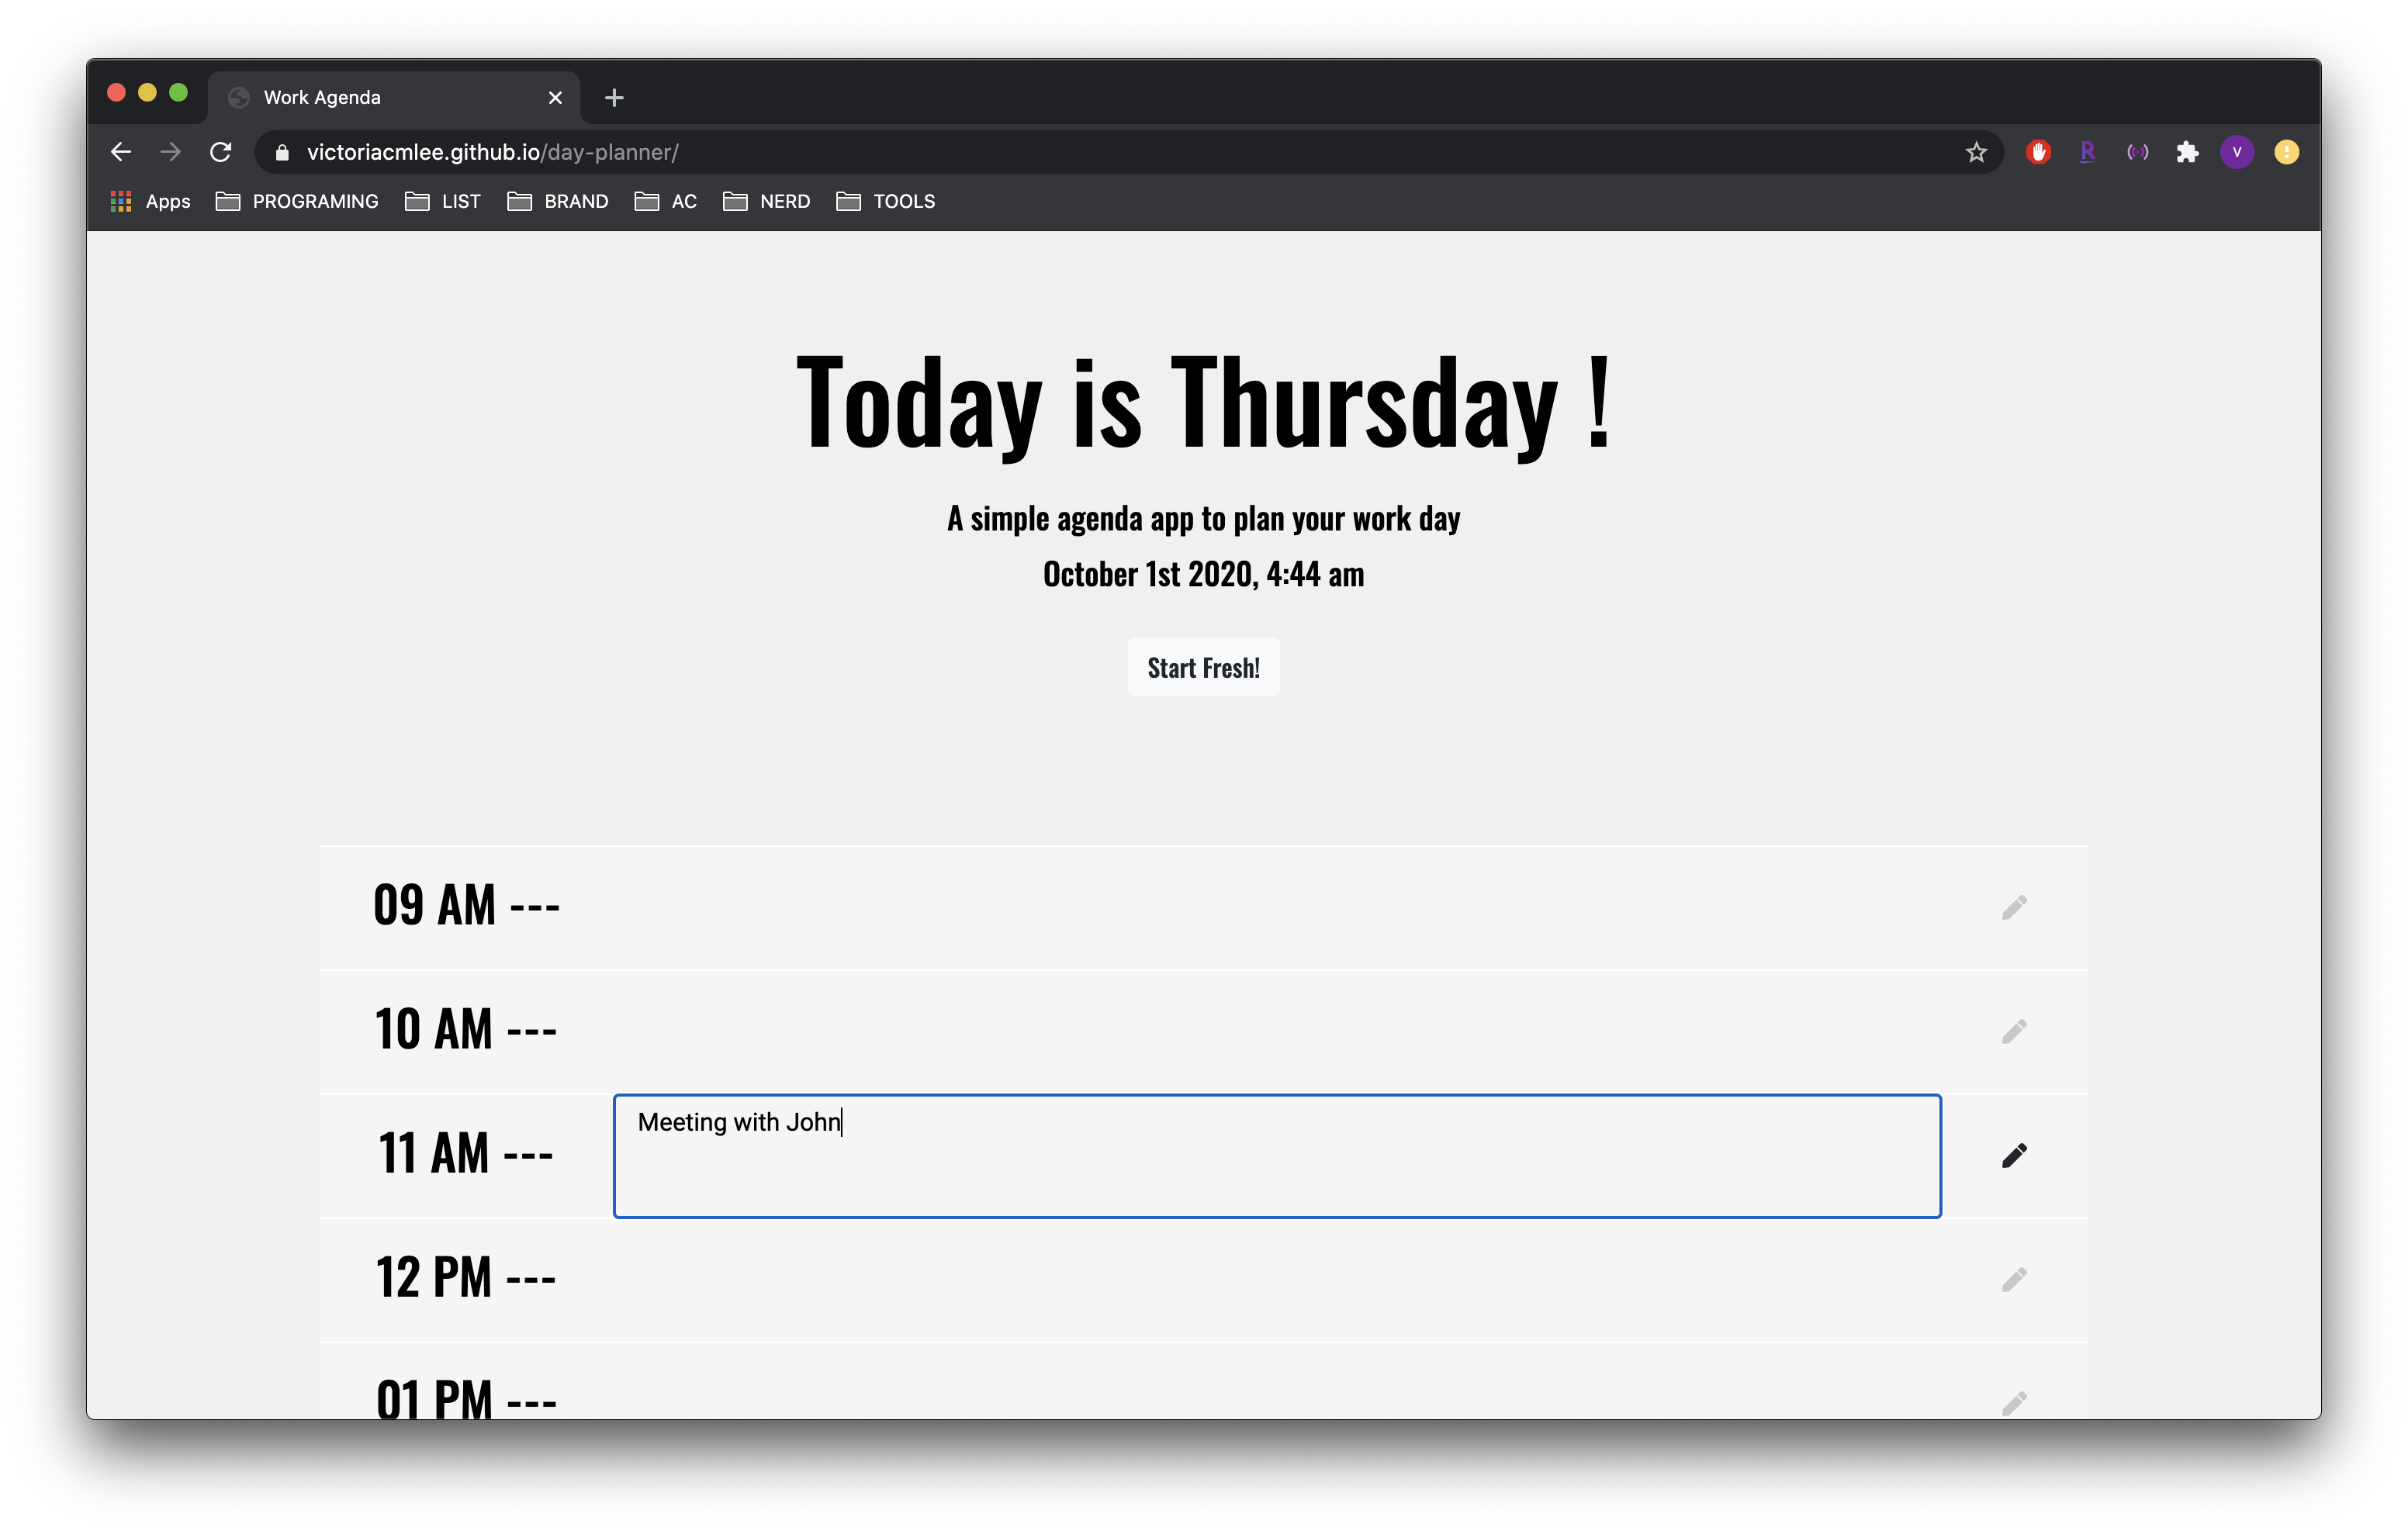 Work Agenda
victoriacmlee.github.io/day-planner/
R
V
Apps PROGRAMING LIST BRAND AC NERD TOOLS
Today is Thursday !
A simple agenda app to plan your work day
October 1st 2020, 4:44 am
Start Fresh!
09 AM ---
10 AM ---
11 AM --- Meeting with John
12 PM ---
01 PM ---